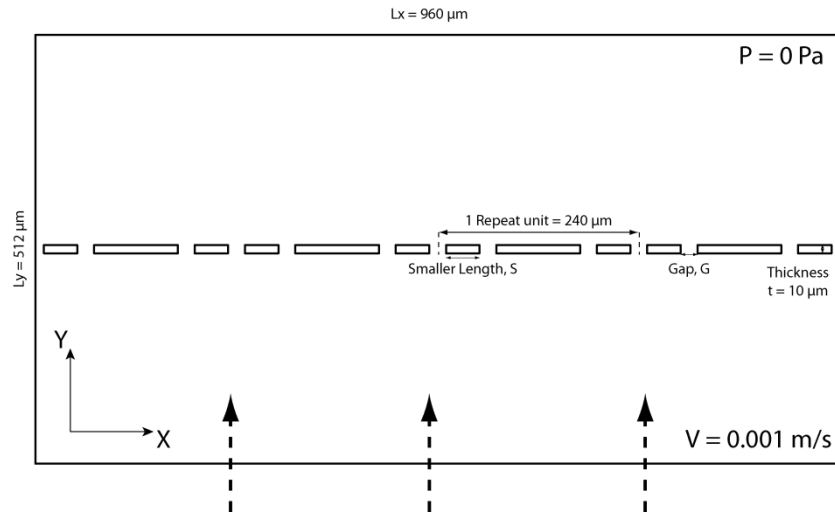 Lx = 960 µm
P = 0 Pa
Ly = 512 µm
1 Repeat unit = 240 µm
Smaller Length, S
Gap, G
Thickness
t = 10 µm
Y
X
V = 0.001 m/s